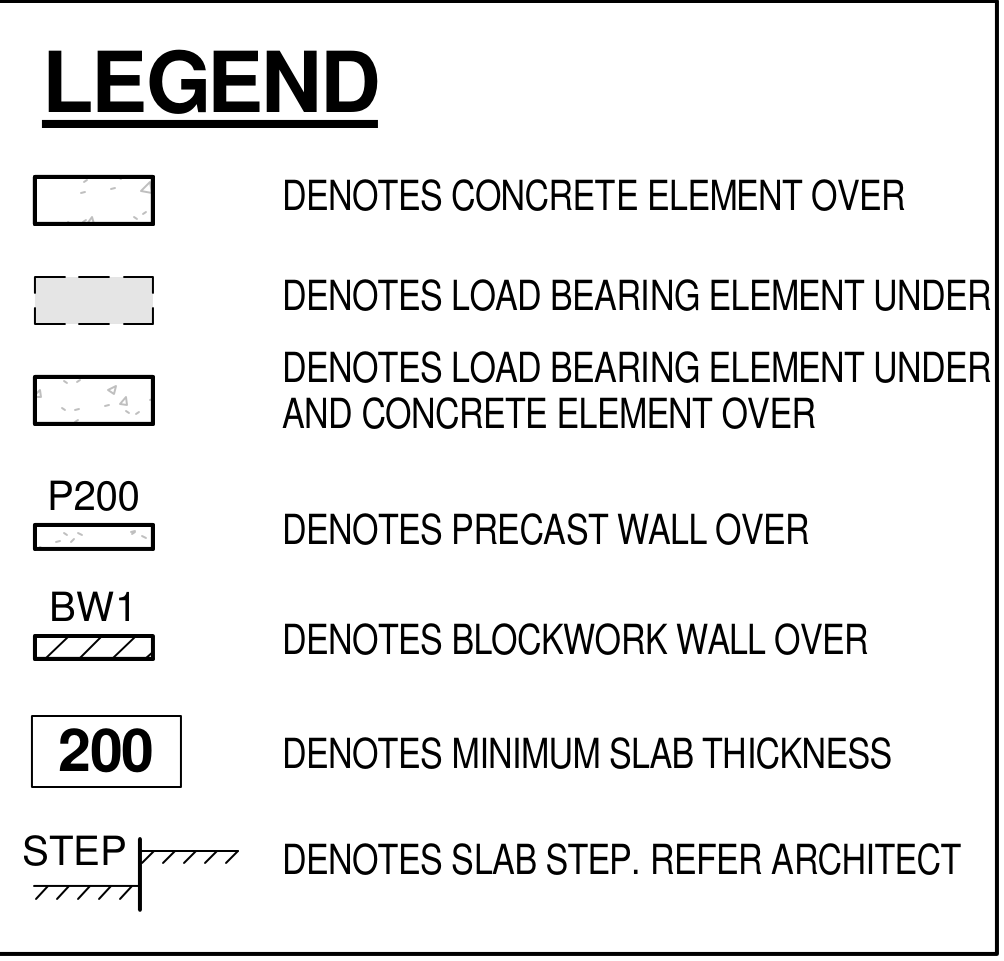 LEGEND
DENOTES CONCRETE ELEMENT OVER
DENOTES LOAD BEARING ELEMENT UNDER
DENOTES LOAD BEARING ELEMENT UNDER
AND CONCRETE ELEMENT OVER
P200
DENOTES PRECAST WALL OVER
BW1
DENOTES BLOCKWORK WALL OVER
200 DENOTES MINIMUM SLAB THICKNESS
STEP DENOTES SLAB STEP. REFER ARCHITECT